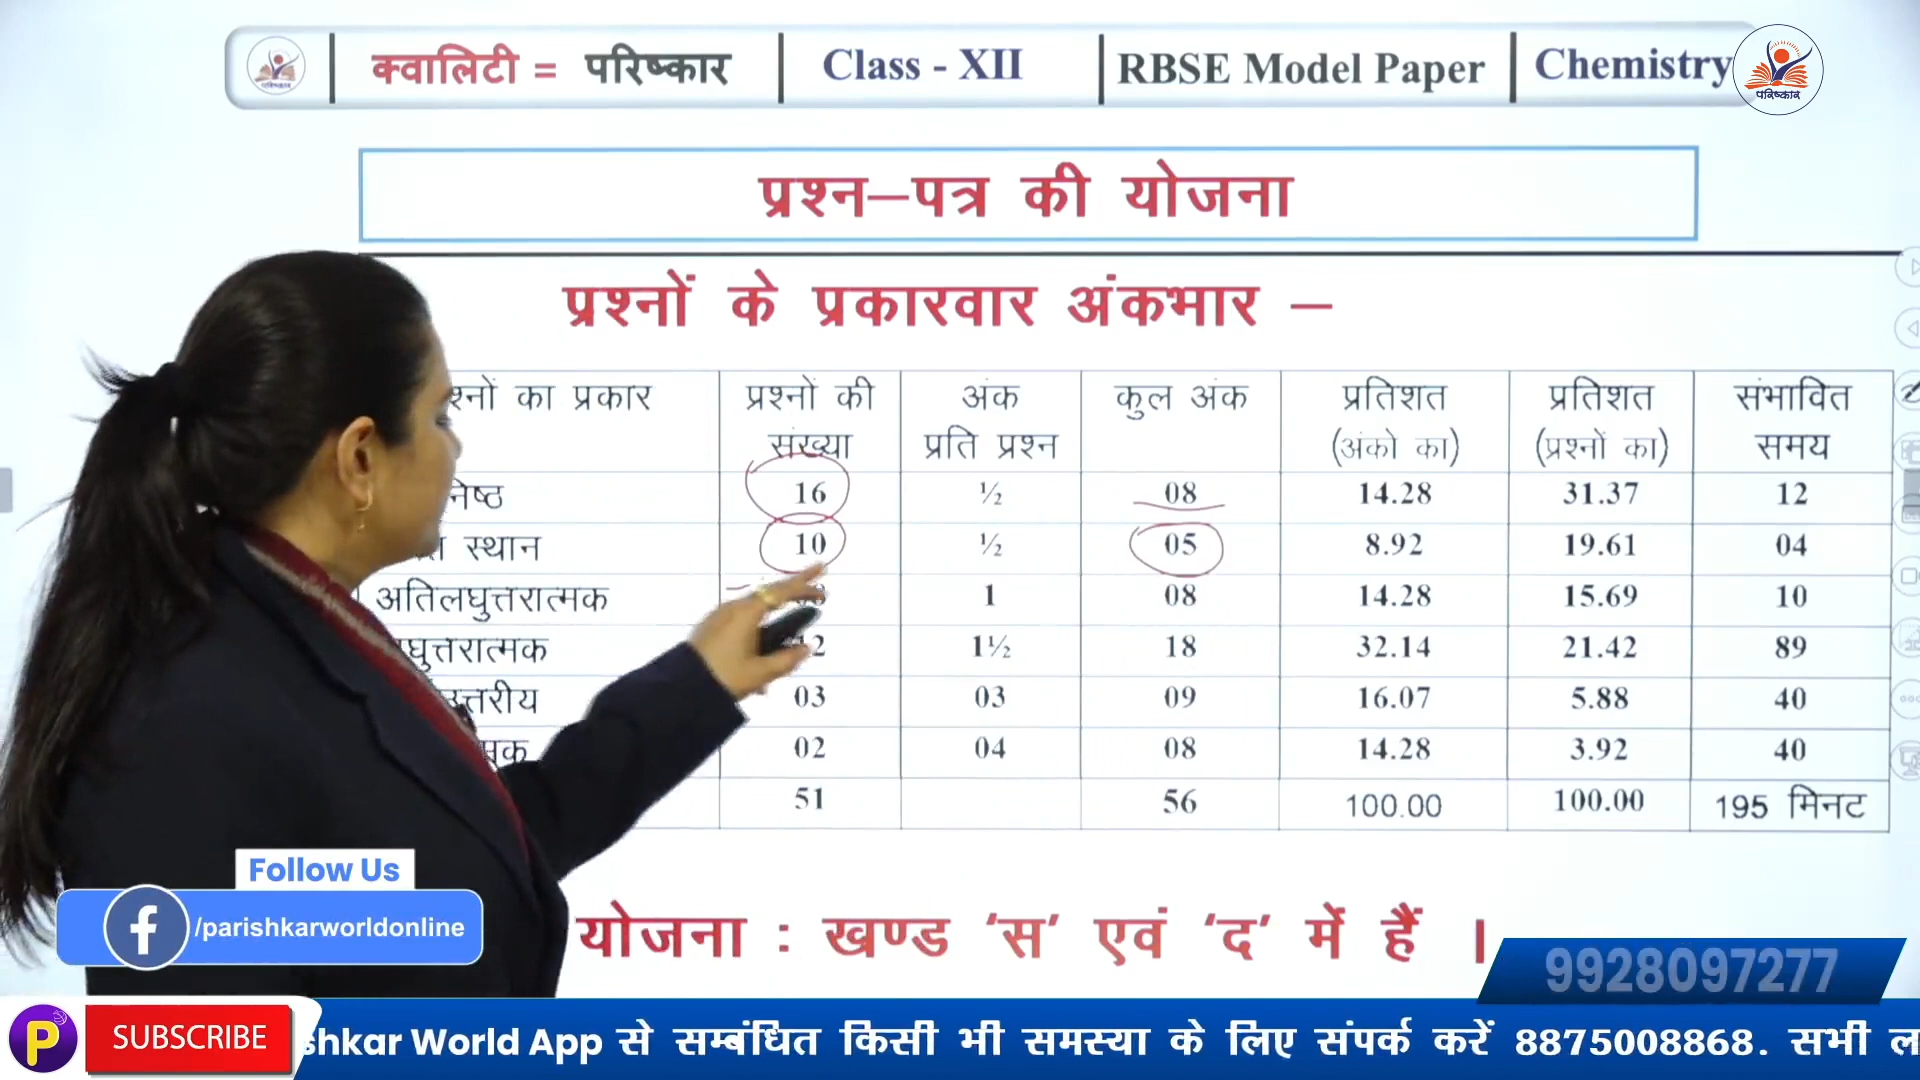 क्वालिटी = परिष्कार
Class - XII
RBSE Model Paper
Chemistry
परिष्कार
प्रश्न–पत्र की योजना
प्रश्नों के प्रकारवार अंकभार –
का प्रकार प्रश्नों की संख्या अंक प्रति प्रश्न कुल अंक प्रतिशत (अंको का) प्रतिशत (प्रश्नों का) संभावित समय
16 ½ 08 14.28 31.37 12
स्थान 10 ½ 05 8.92 19.61 04
अतिलघुत्तरात्मक 1 08 14.28 15.69 10
1½ 18 32.14 21.42 89
03 03 09 16.07 5.88 40
02 04 08 14.28 3.92 40
51 56 100.00 100.00 195 मिनट
योजना : खण्ड ‘स’ एवं ‘द’ में हैं ।
Follow Us
f /parishkarworldonline
9928097277
P SUBSCRIBE
World App से सम्बंधित किसी भी समस्या के लिए संपर्क करें 8875008868. सभी